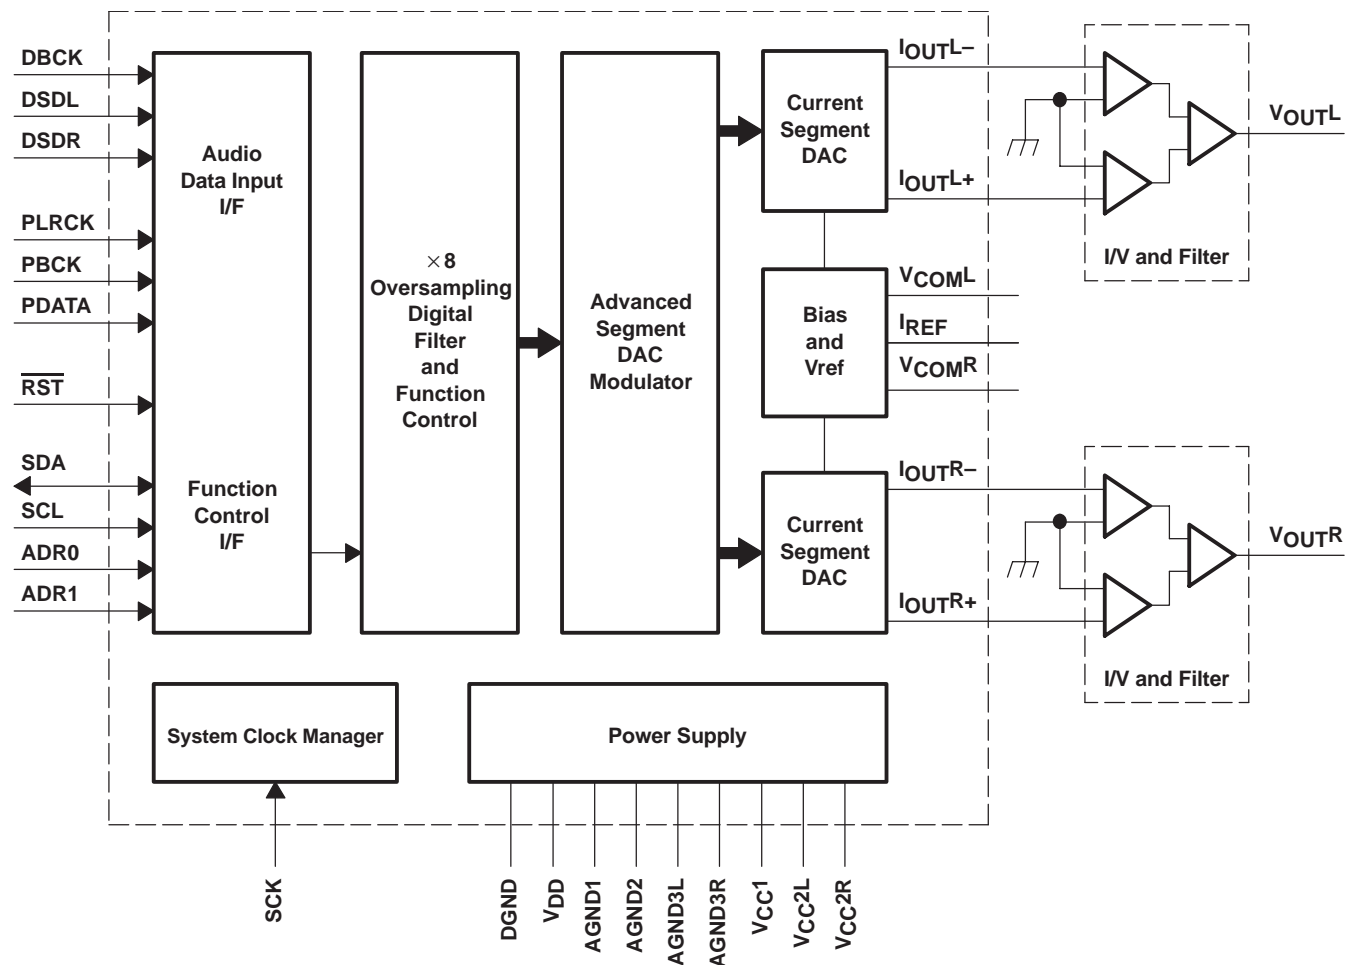 DBCK
DSDL
DSDR
PLRCK
PBCK
PDATA
RST
SDA
SCL
ADR0
ADR1
Audio
Data Input
I/F
Function
Control
I/F
×8
Oversampling
Digital
Filter
and
Function
Control
Advanced
Segment
DAC
Modulator
Current
Segment
DAC
Bias
and
Vref
Current
Segment
DAC
IOUTL–
IOUTL+
VCOML
IREF
VCOMR
IOUTR–
IOUTR+
VOUTL
I/V and Filter
VOUTR
I/V and Filter
System Clock Manager
Power Supply
SCK
DGND
VDD
AGND1
AGND2
AGND3L
AGND3R
VCC1
VCC2L
VCC2R